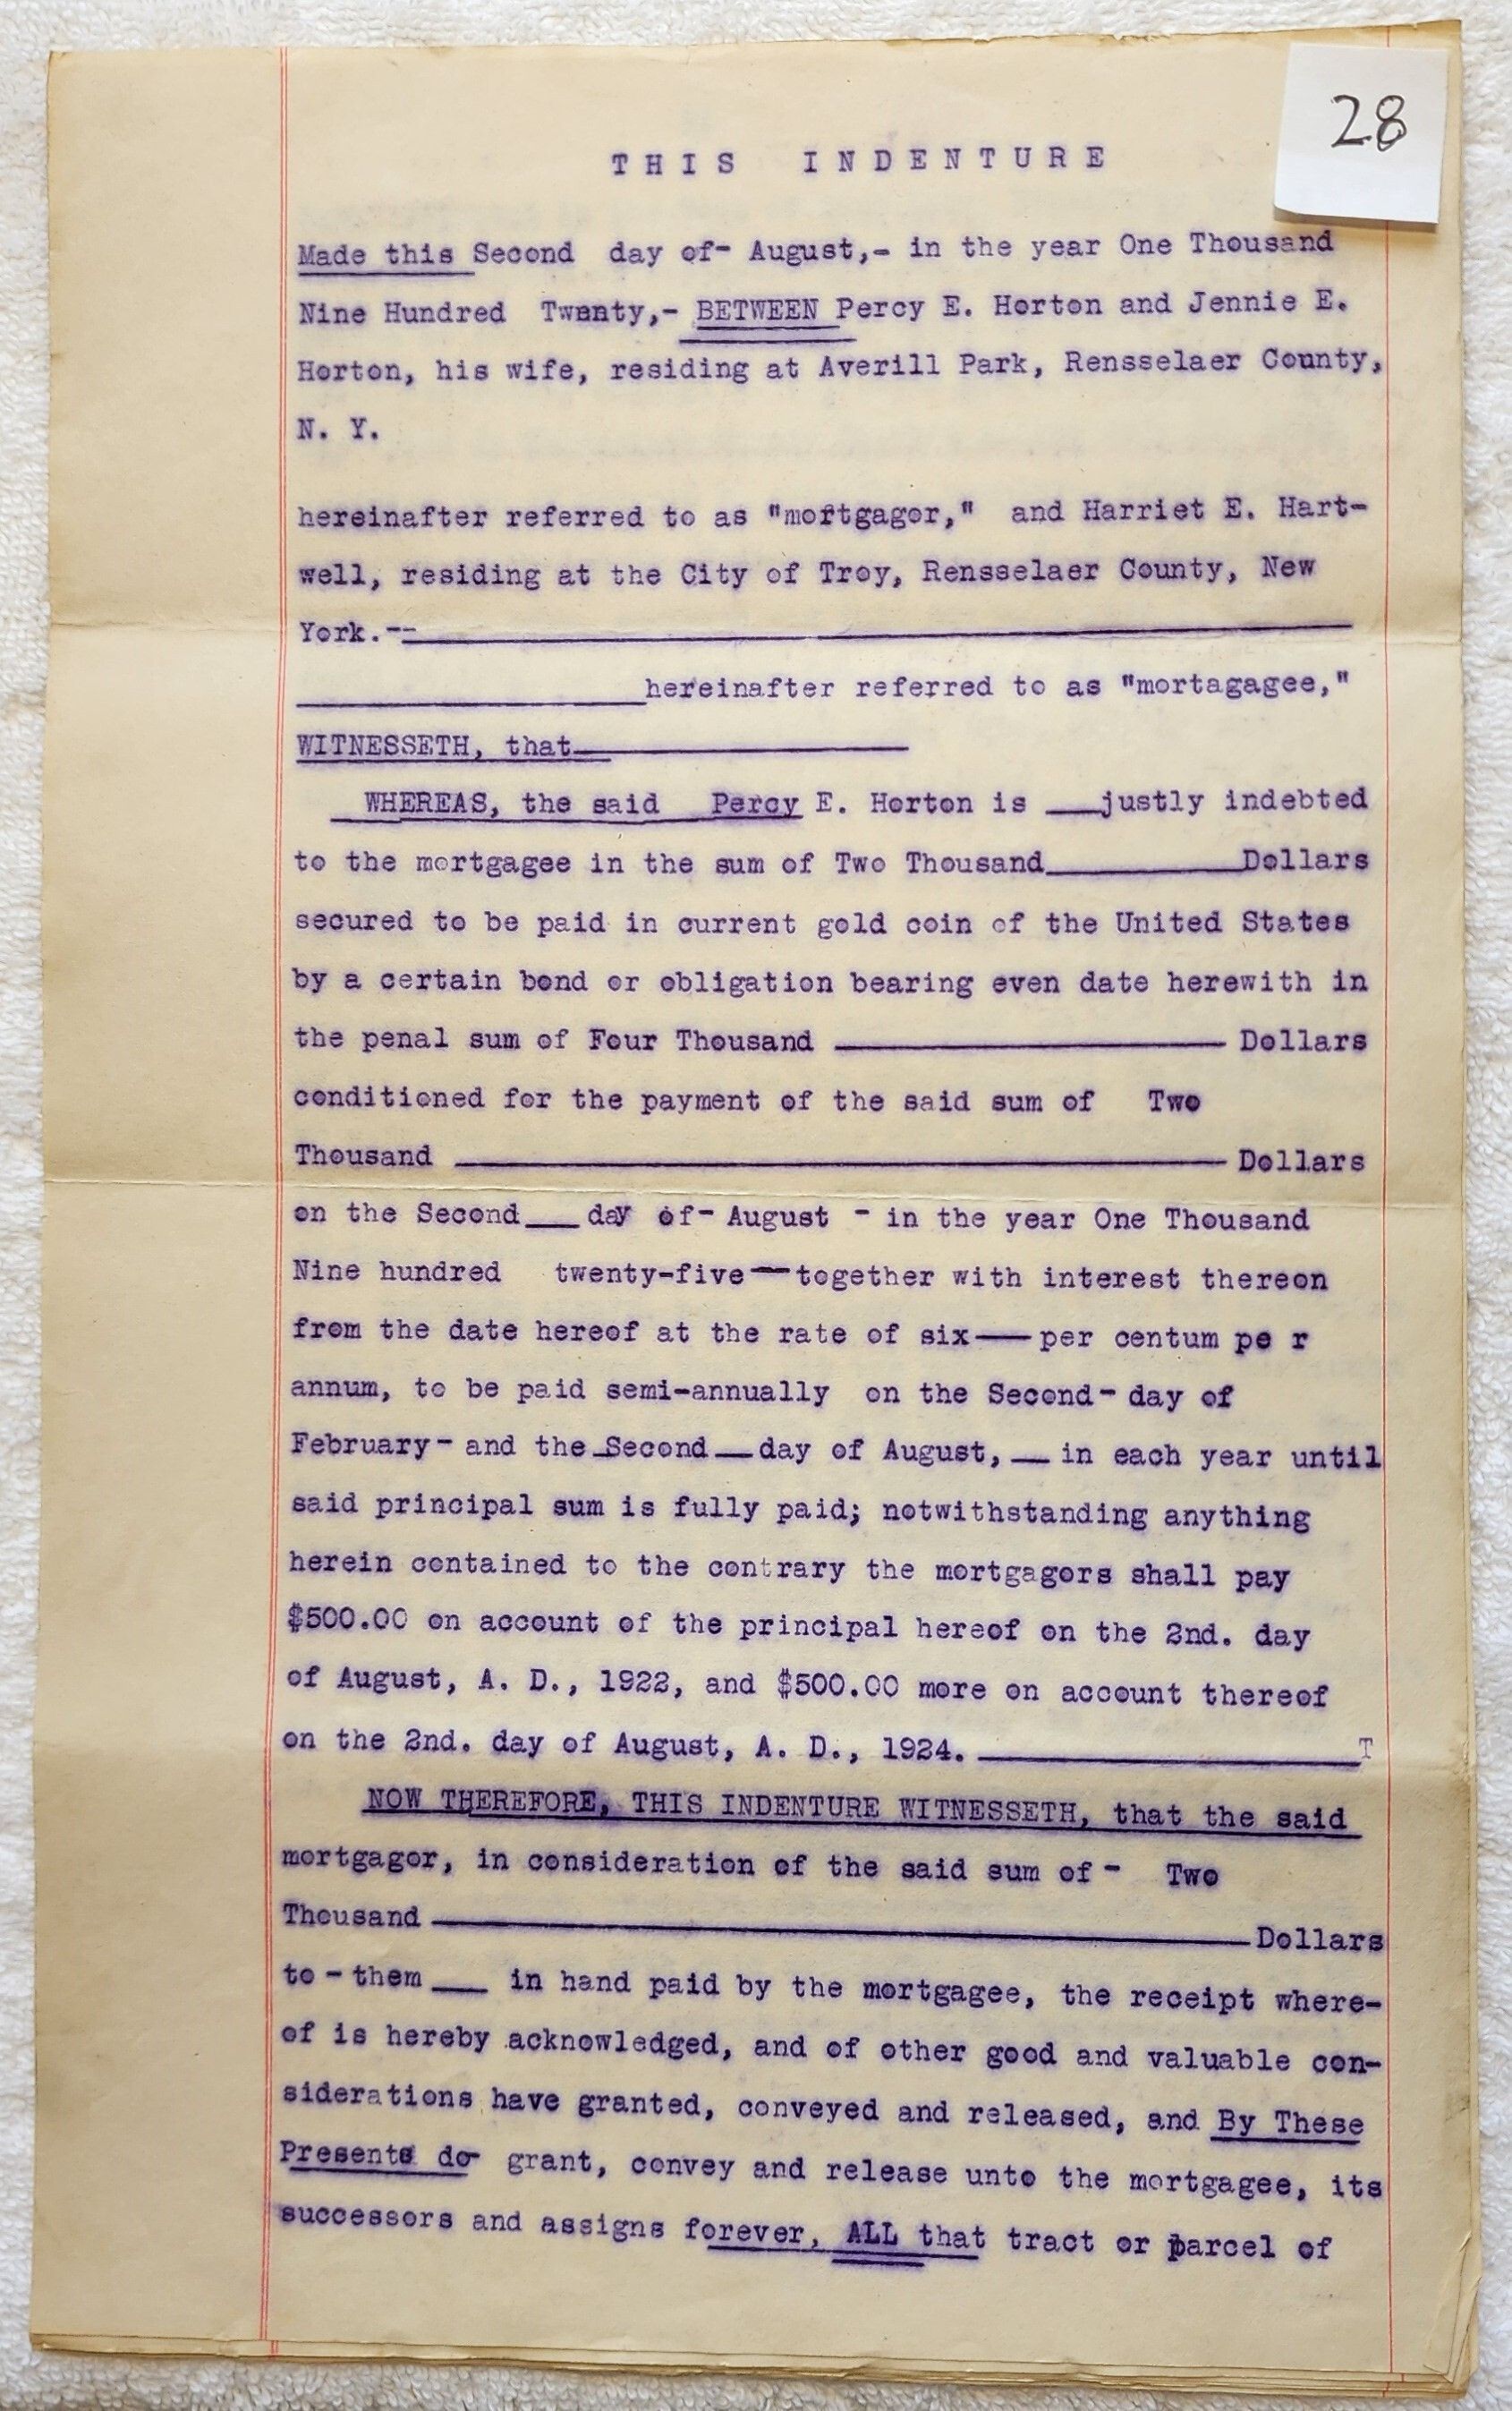 28
THIS INDENTURE
Made this Second day of- August,- in the year One Thousand
Nine Hundred Twenty,- BETWEEN Percy E. Horton and Jennie E.
Horton, his wife, residing at Averill Park, Rensselaer County,
N. Y.
hereinafter referred to as "mortgagor," and Harriet E. Hart-
well, residing at the City of Troy, Rensselaer County, New
York.--
hereinafter referred to as "mortagagee,"
WITNESSETH, that
WHEREAS, the said Percy E. Horton is justly indebted
to the mortgagee in the sum of Two Thousand Dollars
secured to be paid in current gold coin of the United States
by a certain bond or obligation bearing even date herewith in
the penal sum of Four Thousand Dollars
conditioned for the payment of the said sum of Two
Thousand Dollars
on the Second day of- August - in the year One Thousand
Nine hundred twenty-five—together with interest thereon
from the date hereof at the rate of six—per centum pe r
annum, to be paid semi-annually on the Second- day of
February- and the Second — day of August, — in each year until
said principal sum is fully paid; notwithstanding anything
herein contained to the contrary the mortgagors shall pay
$500.00 on account of the principal hereof on the 2nd. day
of August, A. D., 1922, and $500.00 more on account thereof
on the 2nd. day of August, A. D., 1924. T
NOW THEREFORE, THIS INDENTURE WITNESSETH, that the said
mortgagor, in consideration of the said sum of- Two
Thousand Dollars
to - them in hand paid by the mortgagee, the receipt where-
of is hereby acknowledged, and of other good and valuable con-
siderations have granted, conveyed and released, and By These
Presents do- grant, convey and release unto the mortgagee, its
successors and assigns forever, ALL that tract or parcel of